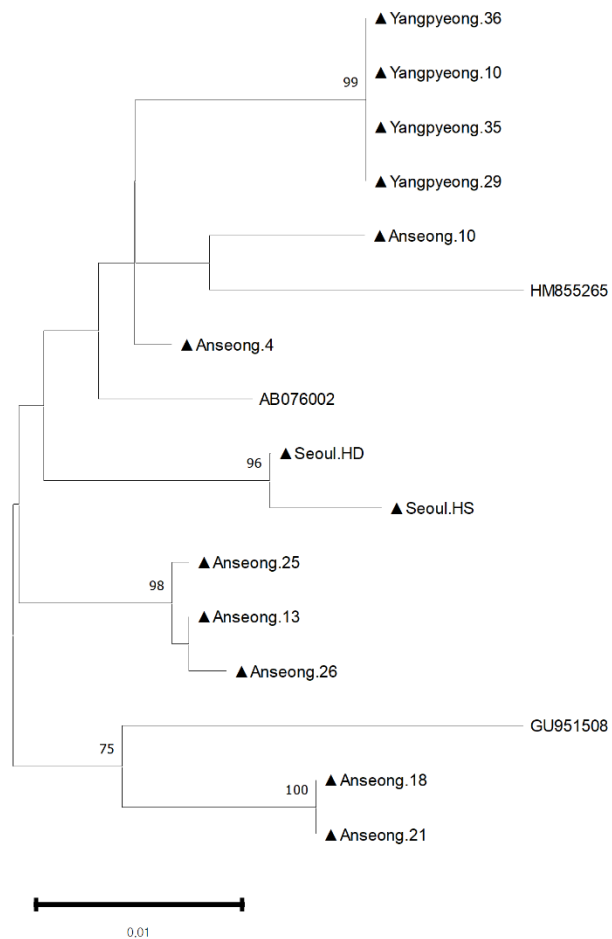 ▲Yangpyeong.36
▲Yangpyeong.10
99
▲Yangpyeong.35
▲Yangpyeong.29
▲Anseong.10
HM855265
▲Anseong.4
AB076002
▲Seoul.HD
96
▲Seoul.HS
▲Anseong.25
98
▲Anseong.13
▲Anseong.26
GU951508
75
▲Anseong.18
100
▲Anseong.21
0.01